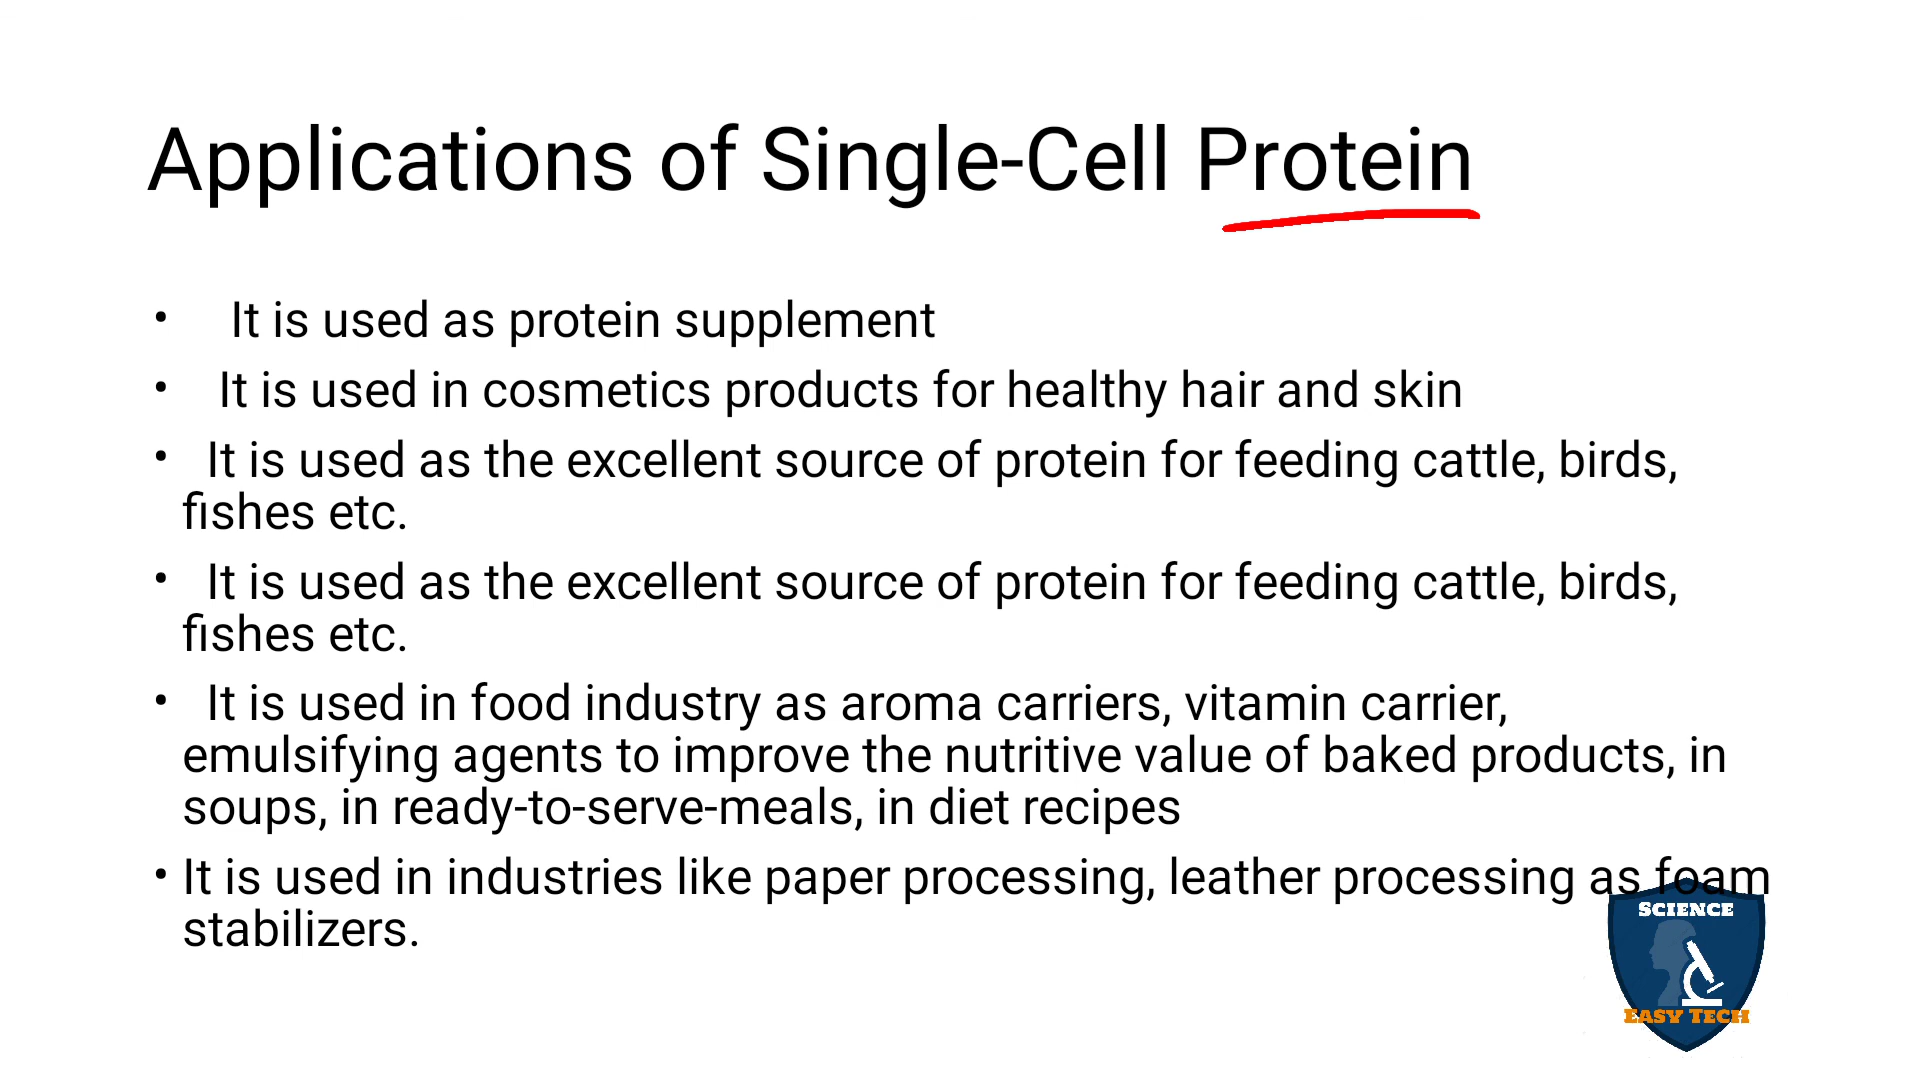 Applications of Single-Cell Protein
• It is used as protein supplement
• It is used in cosmetics products for healthy hair and skin
• It is used as the excellent source of protein for feeding cattle, birds,
fishes etc.
• It is used as the excellent source of protein for feeding cattle, birds,
fishes etc.
• It is used in food industry as aroma carriers, vitamin carrier,
emulsifying agents to improve the nutritive value of baked products, in
soups, in ready-to-serve-meals, in diet recipes
• It is used in industries like paper processing, leather processing as foam
stabilizers.
SCIENCE
EASY TECH